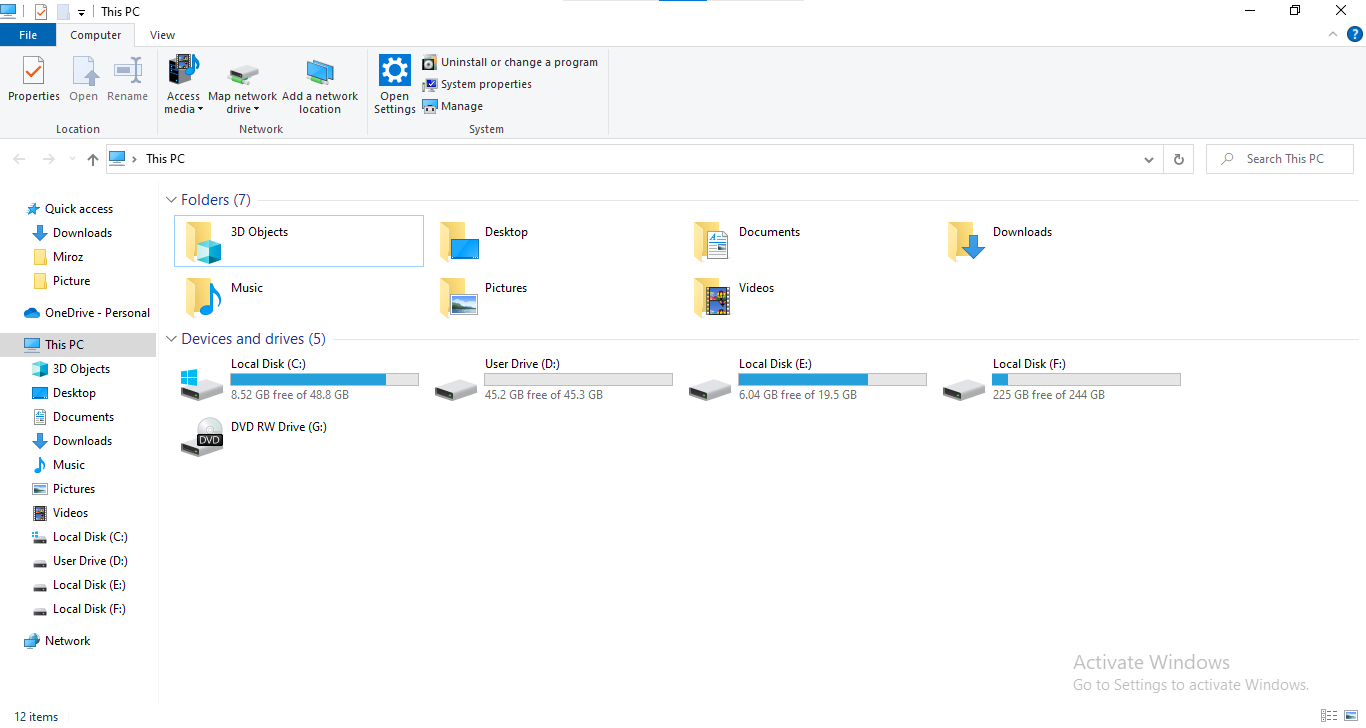 This PC
File Computer View
Properties Open Rename Access media Map network drive Add a network location Open Settings Uninstall or change a program
System properties
Manage
Location Network System
This PC Search This PC
Quick access
Downloads
Miroz
Picture
OneDrive - Personal
This PC
3D Objects
Desktop
Documents
Downloads
Music
Pictures
Videos
Local Disk (C:)
User Drive (D:)
Local Disk (E:)
Local Disk (F:)
Network
Folders (7)
3D Objects Desktop Documents Downloads
Music Pictures Videos
Devices and drives (5)
Local Disk (C:) User Drive (D:) Local Disk (E:) Local Disk (F:)
8.52 GB free of 48.8 GB 45.2 GB free of 45.3 GB 6.04 GB free of 19.5 GB 225 GB free of 244 GB
DVD RW Drive (G:)
DVD
Activate Windows
Go to Settings to activate Windows.
12 items